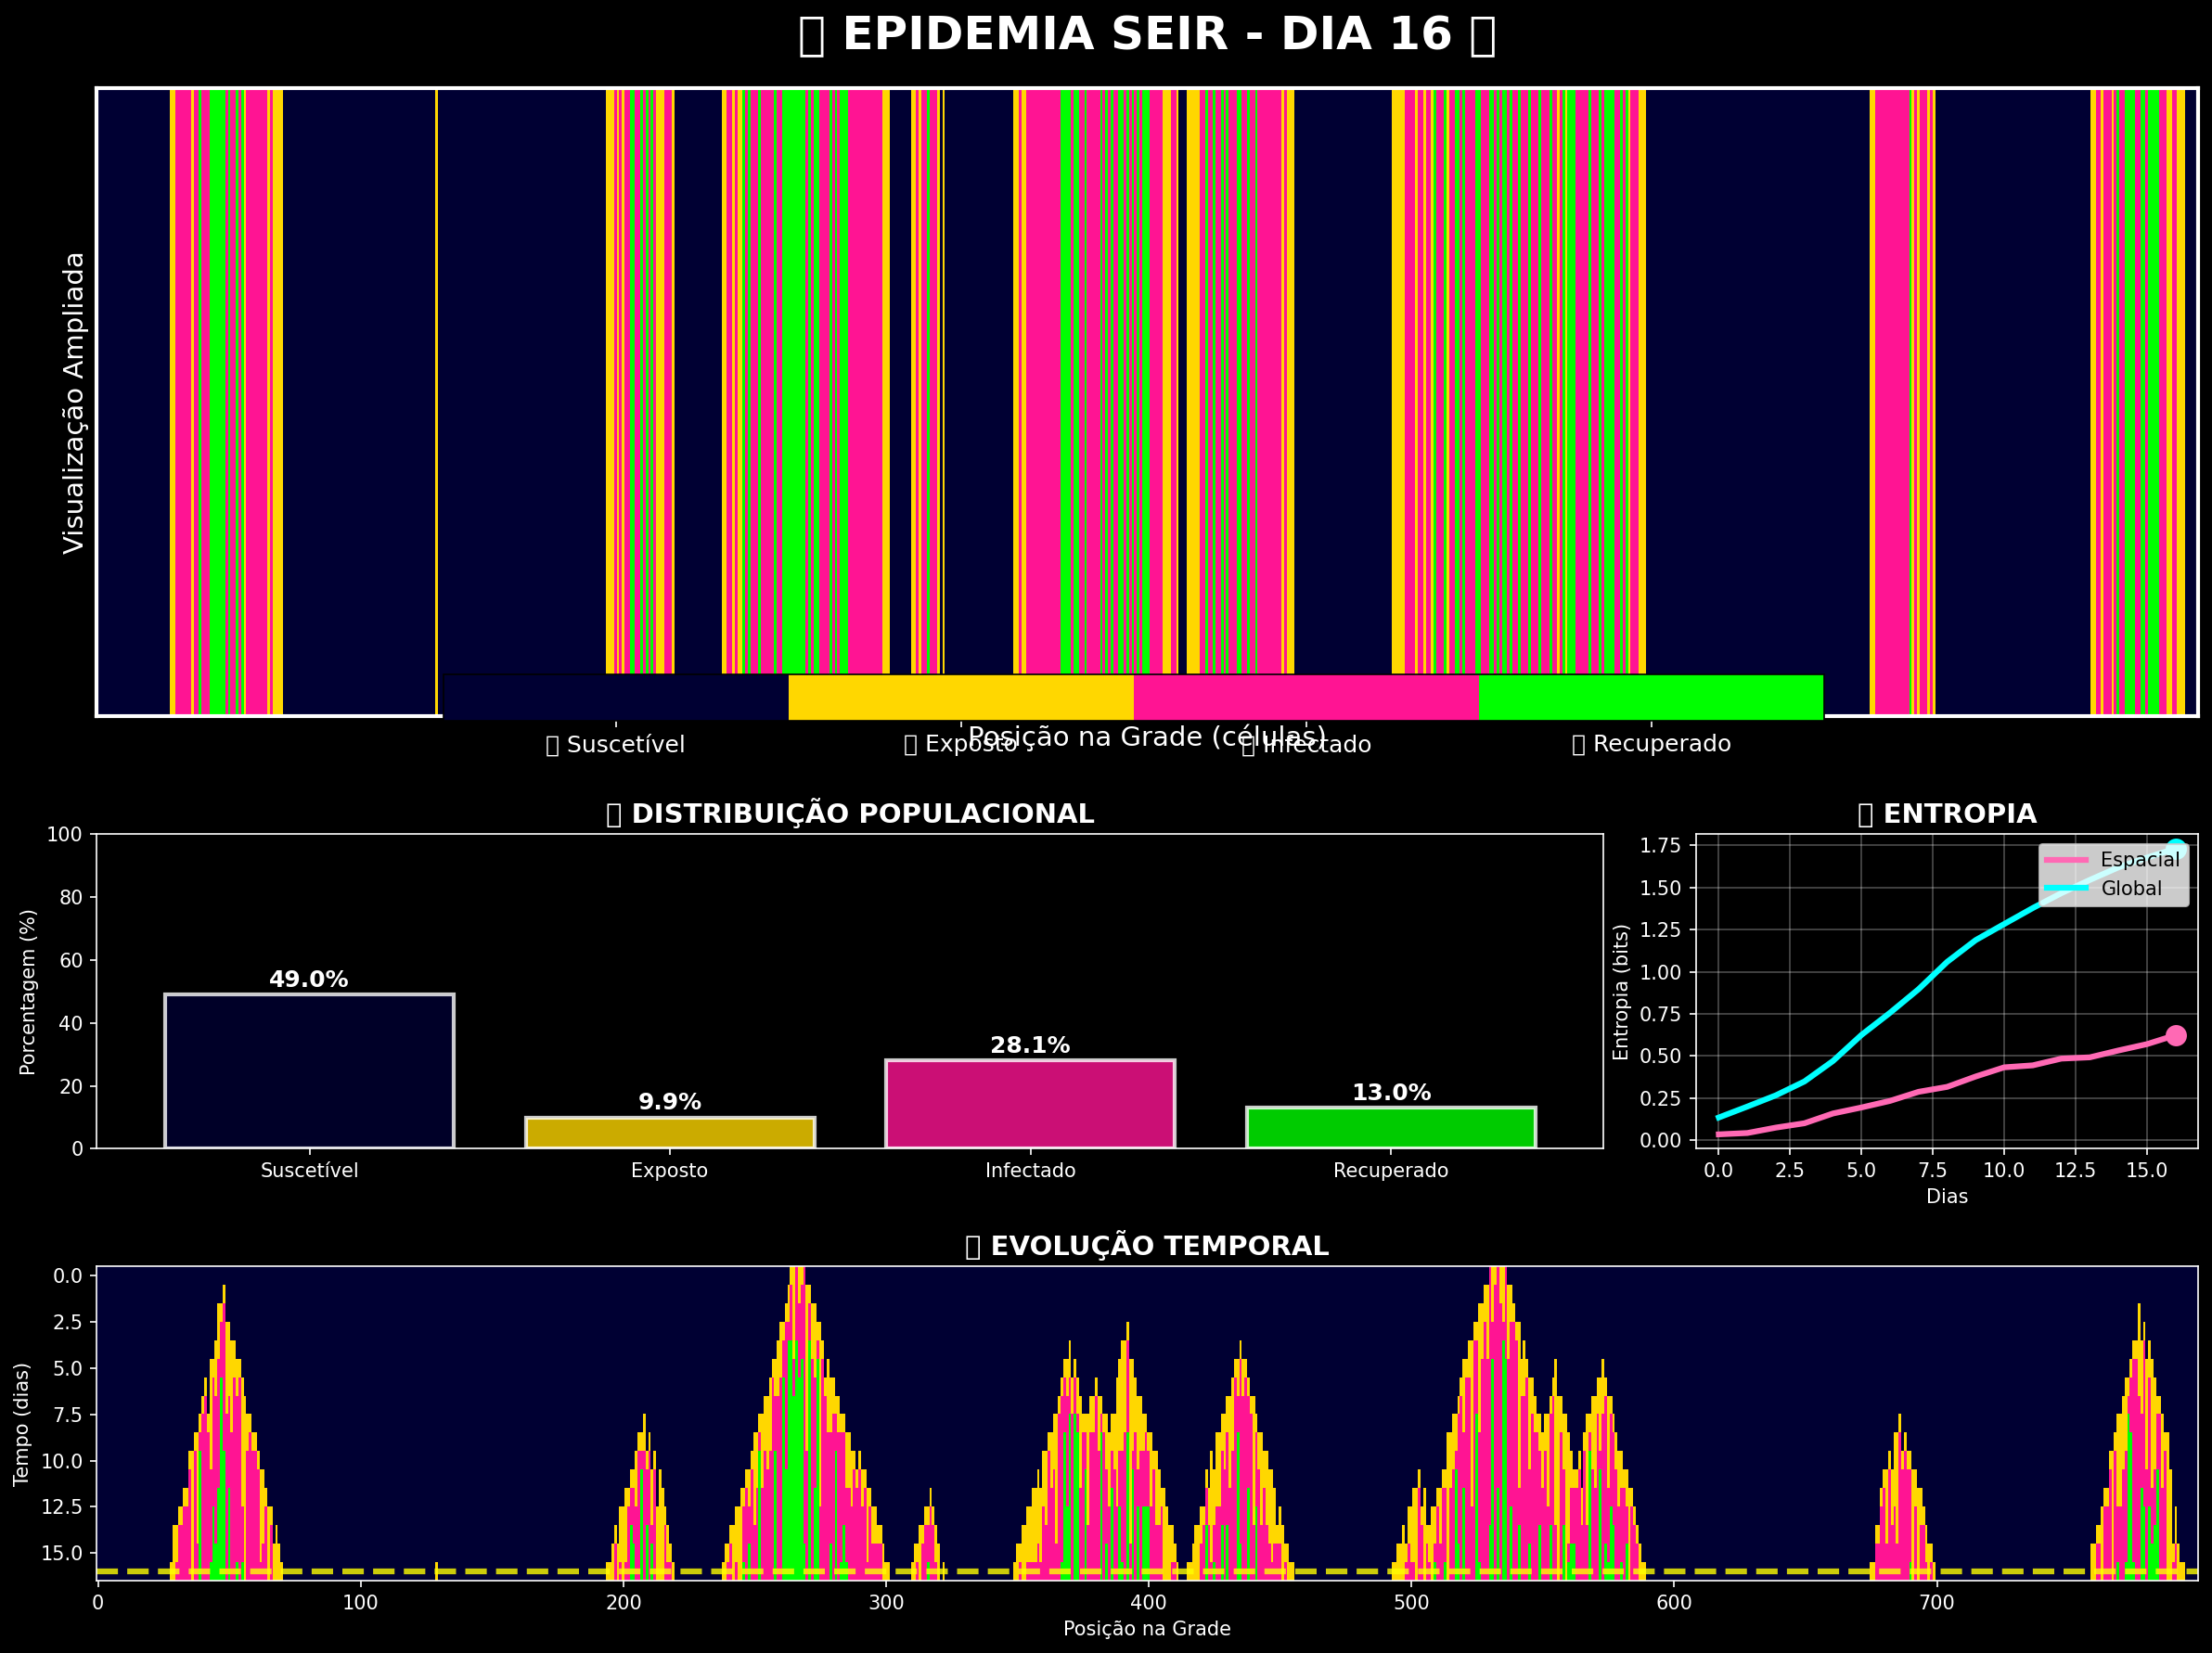 EPIDEMIA SEIR - DIA 16
Visualização Ampliada
Posição na Grade (células)
Suscetível Exposto Infectado Recuperado
DISTRIBUIÇÃO POPULACIONAL
Porcentagem (%)
100
80
60
40
20
0
49.0%
9.9%
28.1%
13.0%
Suscetível Exposto Infectado Recuperado
ENTROPIA
Entropia (bits)
1.75
1.50
1.25
1.00
0.75
0.50
0.25
0.00
Espacial
Global
0.0 2.5 5.0 7.5 10.0 12.5 15.0
Dias
EVOLUÇÃO TEMPORAL
Tempo (dias)
0.0
2.5
5.0
7.5
10.0
12.5
15.0
0 100 200 300 400 500 600 700
Posição na Grade